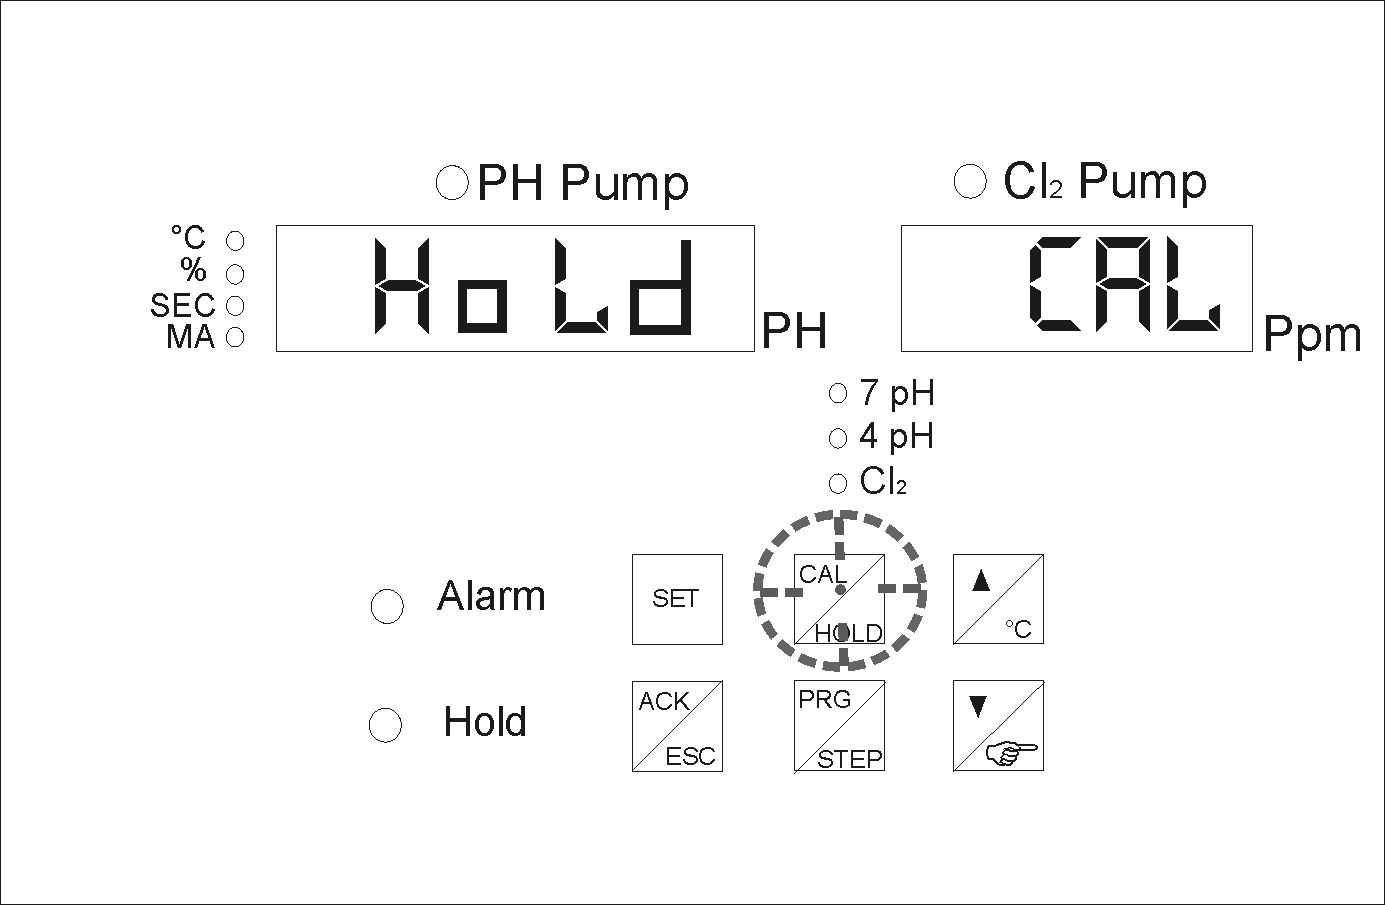 PH Pump
Cl₂ Pump
°C
%
SEC
MA
HoLd
PH
CAL
Ppm
7 pH
4 pH
Cl₂
Alarm
SET
CAL
HOLD
▲
°C
Hold
ACK
ESC
PRG
STEP
▼